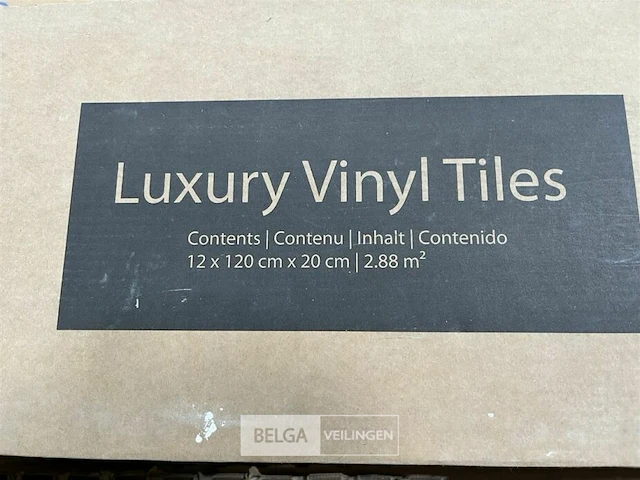 Luxury Vinyl Tiles
Contents | Contenu | Inhalt | Contenido
12 x 120 cm x 20 cm | 2.88 m²
BELGA VEILINGEN